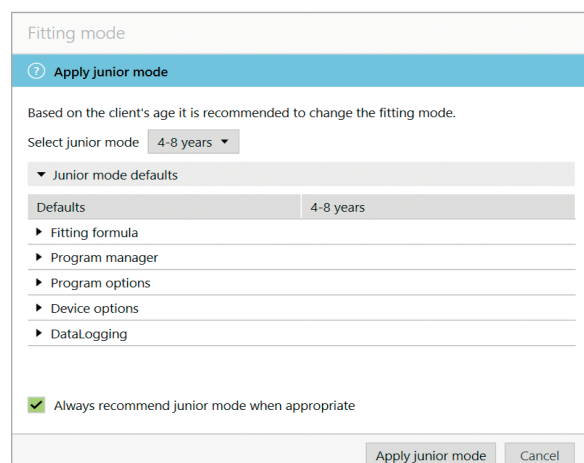 Fitting mode
? Apply junior mode
Based on the client's age it is recommended to change the fitting mode.
Select junior mode 4-8 years
Junior mode defaults
Defaults 4-8 years
Fitting formula
Program manager
Program options
Device options
DataLogging
Always recommend junior mode when appropriate
Apply junior mode Cancel